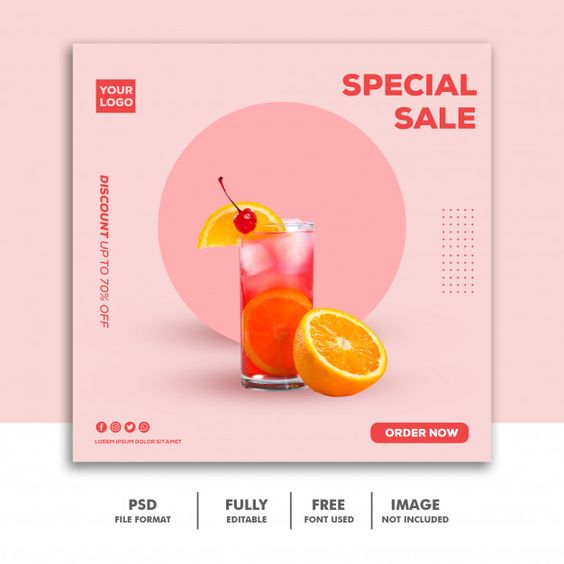 YOUR
LOGO
SPECIAL
SALE
DISCOUNT UP TO 70% OFF
LOREM IPSUM DOLOR SIT AMET
ORDER NOW
PSD
FILE FORMAT
FULLY
EDITABLE
FREE
FONT USED
IMAGE
NOT INCLUDED